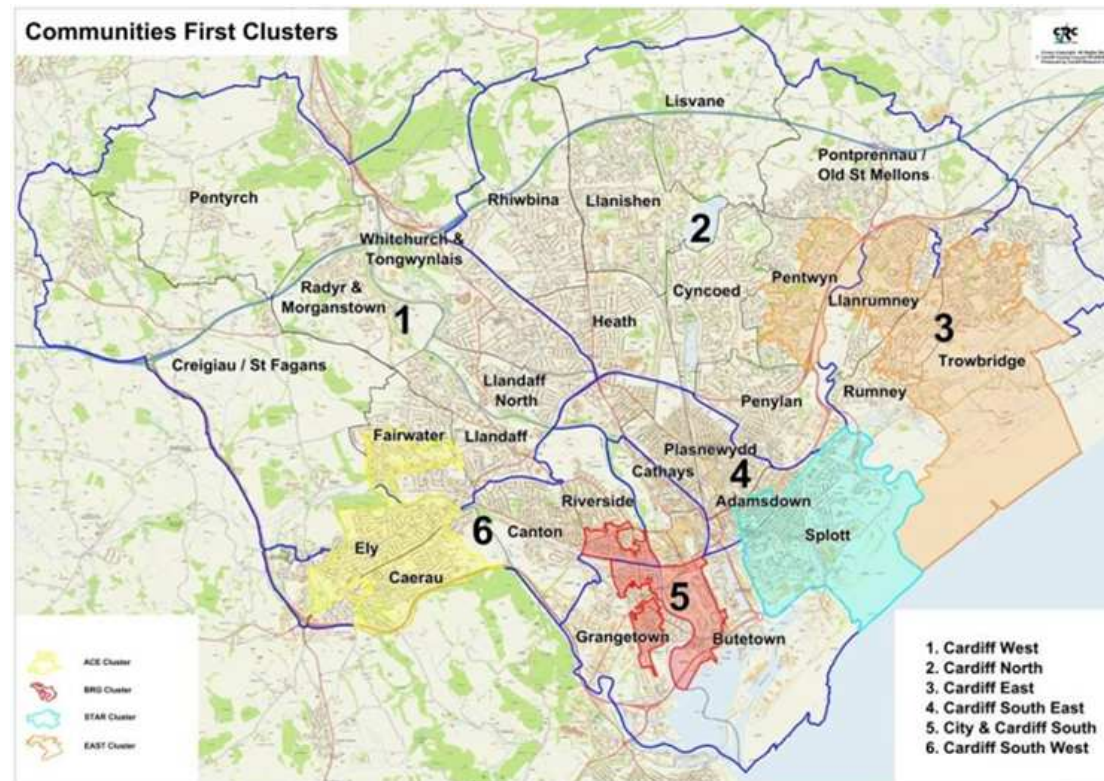 Communities First Clusters
CRC
Lisvane
Pontprennau /
Old St Mellons
Pentyrch
Rhiwbina
Llanishen
2
Whitchurch &
Tongwynlais
Pentwyn
Radyr &
Morganstown
Cyncoed
Llanrumney
1
Heath
3
Trowbridge
Creigiau / St Fagans
Llandaff
North
Penylan
Rumney
Fairwater
Llandaff
Plasnewydd
Cathays
4
Riverside
Adamsdown
6
Canton
Splott
Ely
Caerau
5
Grangetown
Butetown
ACE Cluster
BRG Cluster
STAR Cluster
EAST Cluster
1. Cardiff West
2. Cardiff North
3. Cardiff East
4. Cardiff South East
5. City & Cardiff South
6. Cardiff South West